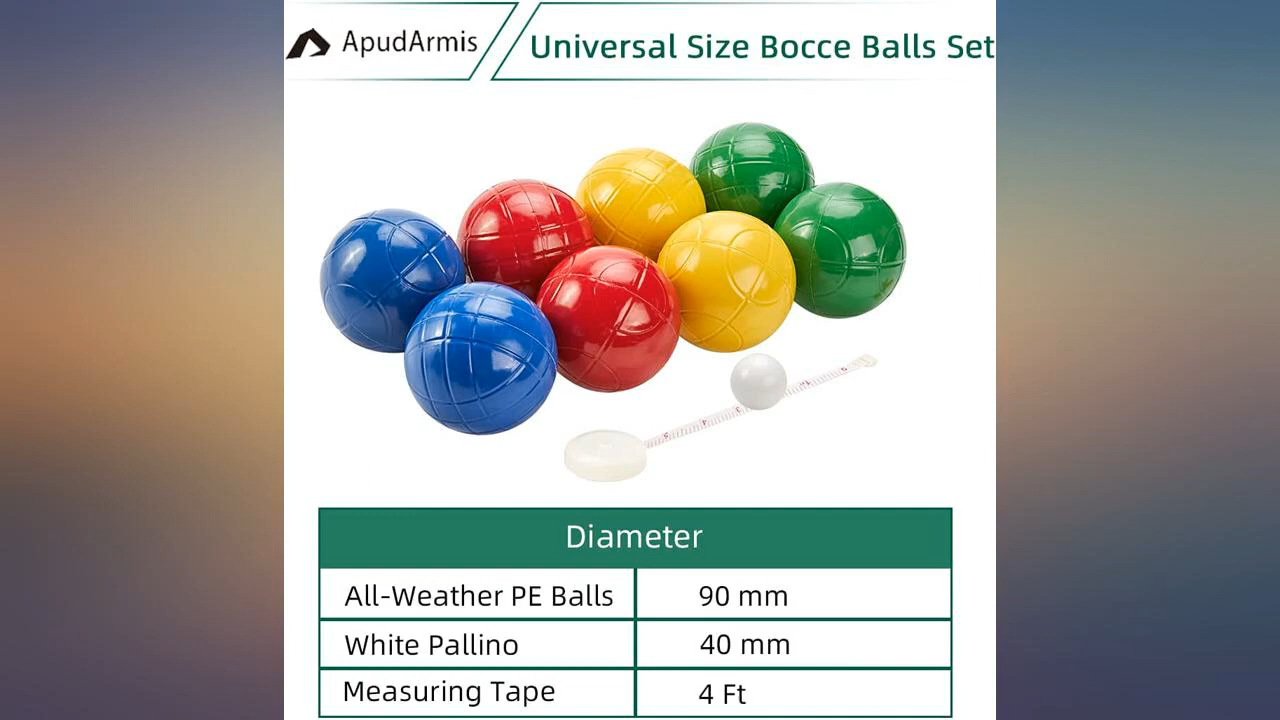 ApudArmis
Universal Size Bocce Balls Set
Diameter
All-Weather PE Balls 90 mm
White Pallino 40 mm
Measuring Tape 4 Ft